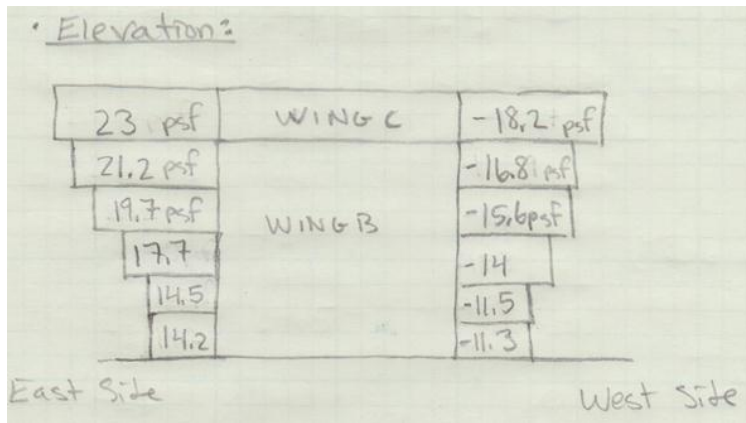 • Elevation:
23 psf WING C -18.2 psf
21.2 psf -16.8 psf
19.7 psf WING B -15.6 psf
17.7 -14
14.5 -11.5
14.2 -11.3
East Side West Side